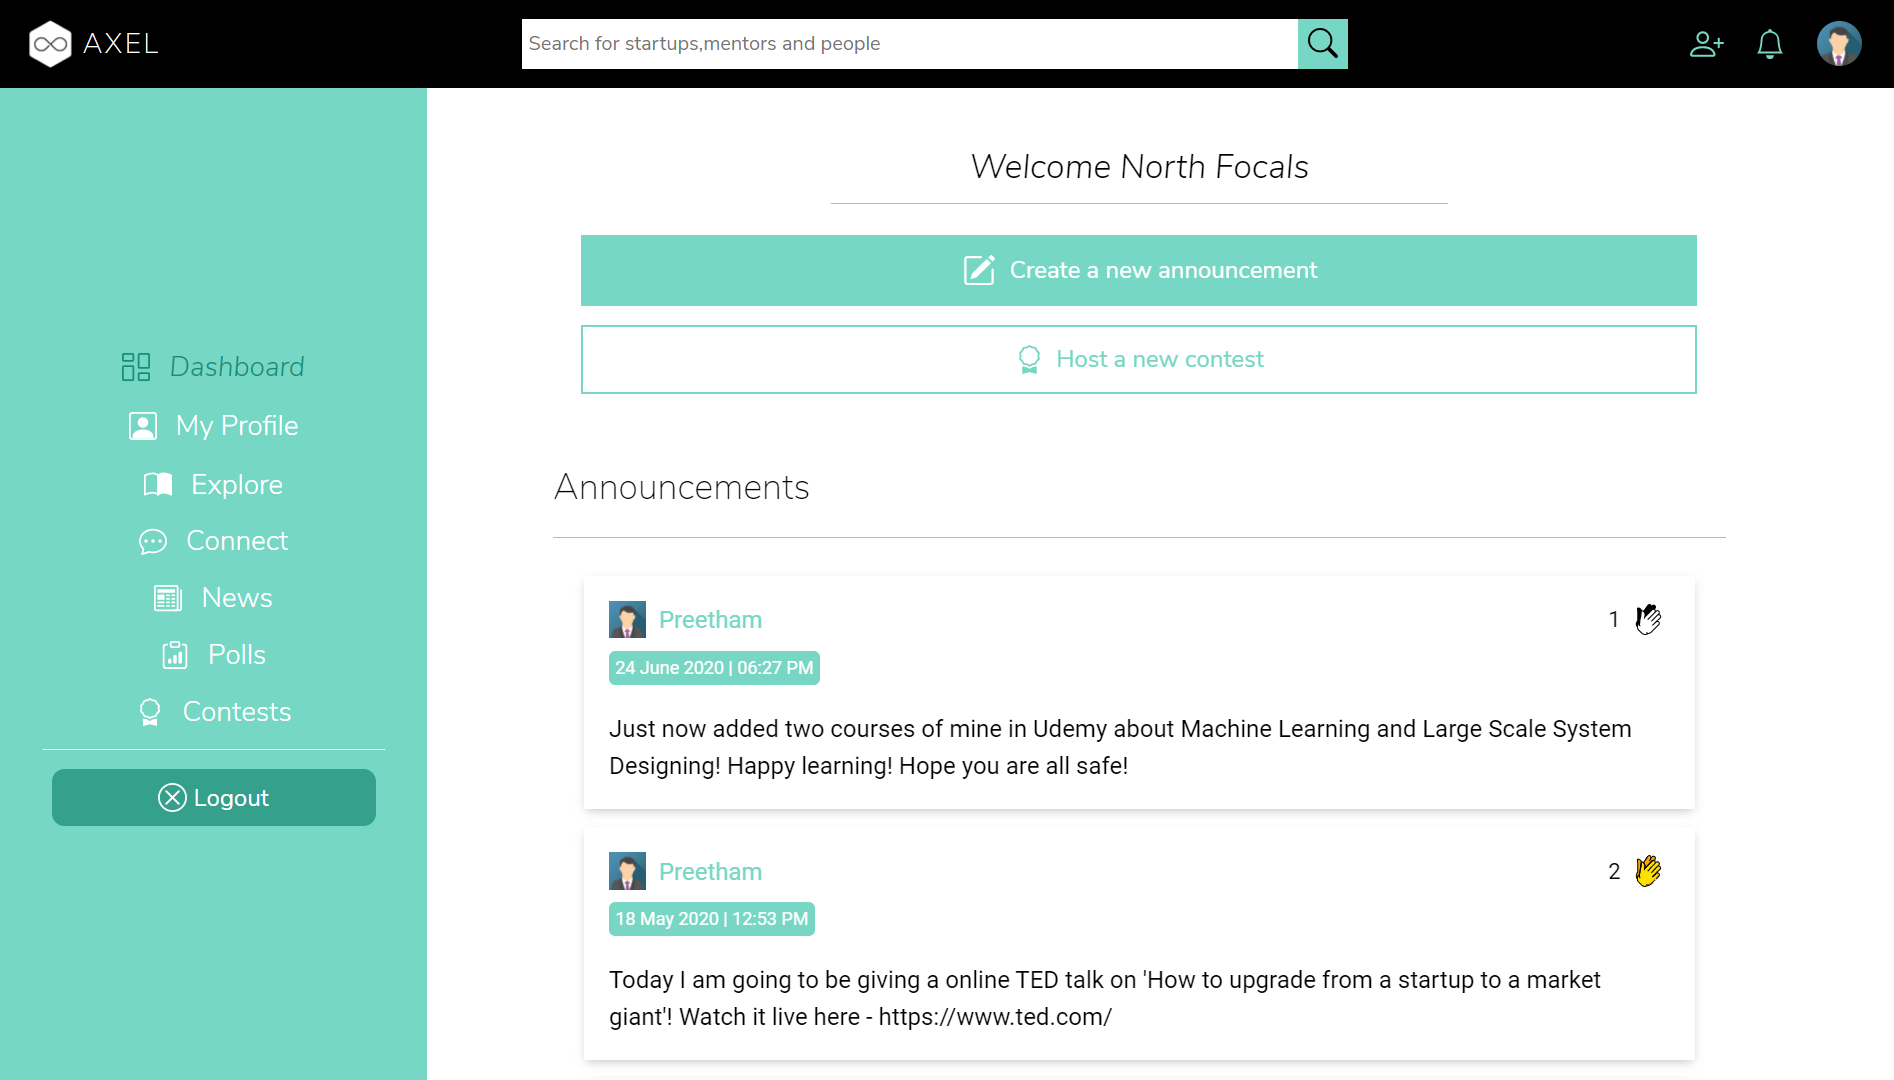 AXEL
Search for startups,mentors and people
Dashboard
My Profile
Explore
Connect
News
Polls
Contests
Logout
Welcome North Focals
Create a new announcement
Host a new contest
Announcements
Preetham
1
24 June 2020 | 06:27 PM
Just now added two courses of mine in Udemy about Machine Learning and Large Scale System
Designing! Happy learning! Hope you are all safe!
Preetham
2
18 May 2020 | 12:53 PM
Today I am going to be giving a online TED talk on 'How to upgrade from a startup to a market
giant'! Watch it live here - https://www.ted.com/